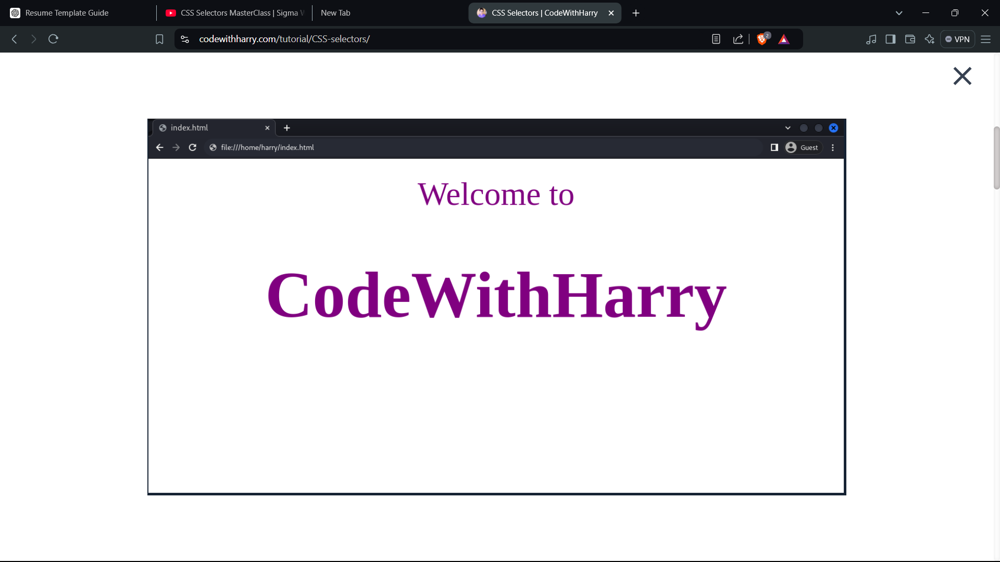 Resume Template Guide
CSS Selectors MasterClass | Sigma W
New Tab
CSS Selectors | CodeWithHarry
codewithharry.com/tutorial/CSS-selectors/
2
VPN
index.html
file:///home/harry/index.html
Guest
Welcome to
CodeWithHarry